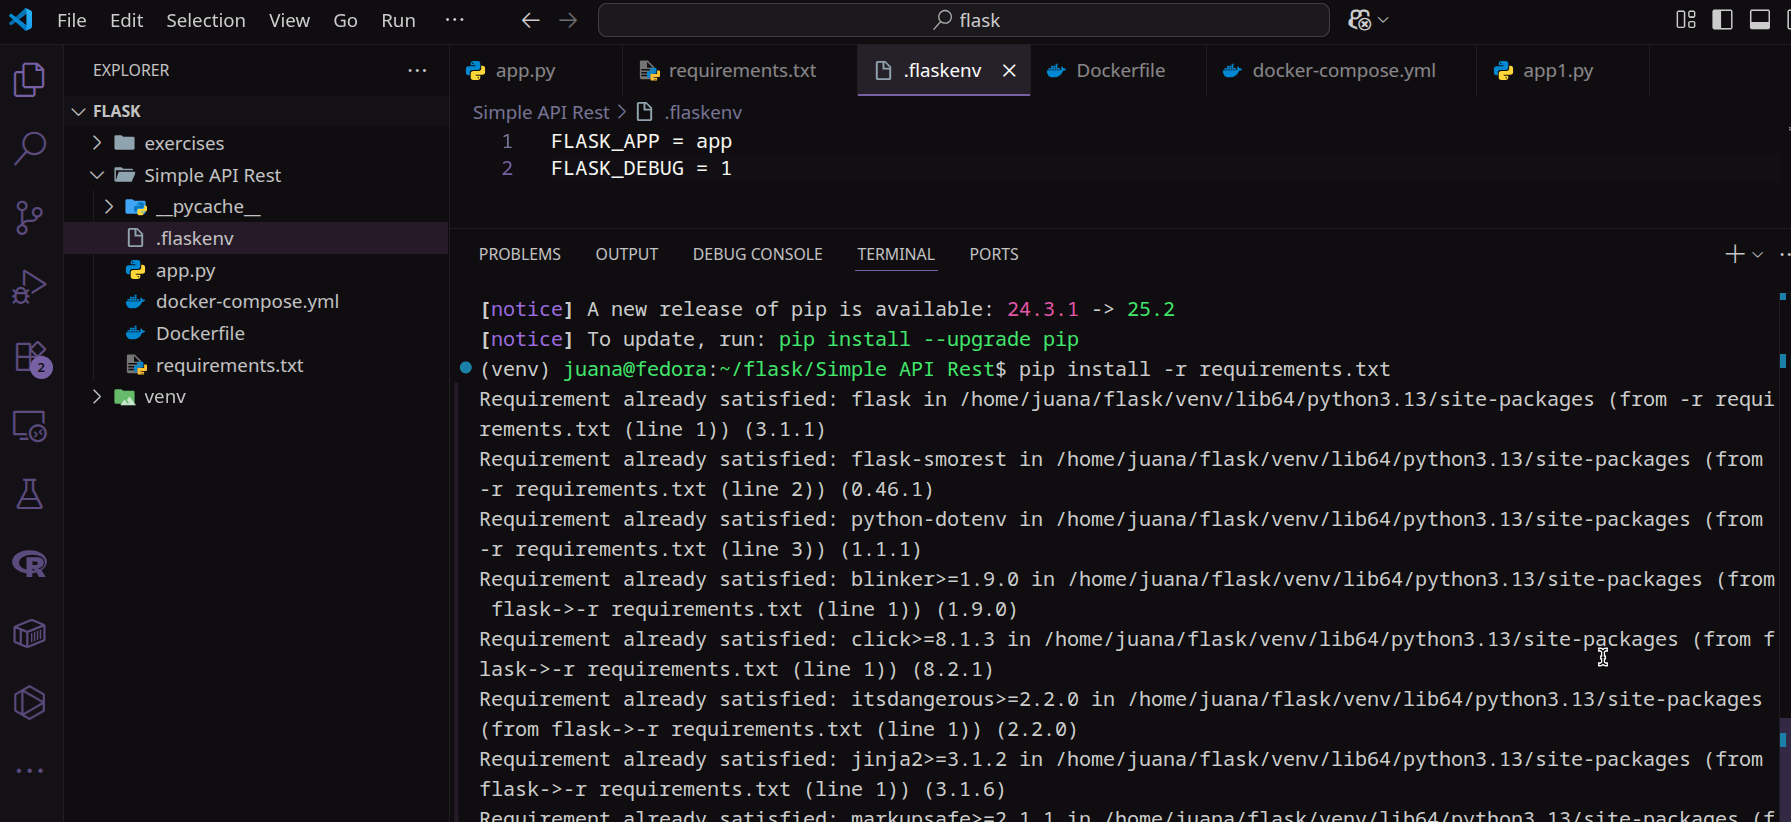 File Edit Selection View Go Run ··· flask
EXPLORER ···
FLASK
exercises
Simple API Rest
__pycache__
.flaskenv
app.py
docker-compose.yml
Dockerfile
requirements.txt
venv
2
app.py requirements.txt .flaskenv Dockerfile docker-compose.yml app1.py
Simple API Rest > .flaskenv
1 FLASK_APP = app
2 FLASK_DEBUG = 1
PROBLEMS OUTPUT DEBUG CONSOLE TERMINAL PORTS
[notice] A new release of pip is available: 24.3.1 -> 25.2
[notice] To update, run: pip install --upgrade pip
(venv) juana@fedora:~/flask/Simple API Rest$ pip install -r requirements.txt
Requirement already satisfied: flask in /home/juana/flask/venv/lib64/python3.13/site-packages (from -r requi
rements.txt (line 1)) (3.1.1)
Requirement already satisfied: flask-smorest in /home/juana/flask/venv/lib64/python3.13/site-packages (from
-r requirements.txt (line 2)) (0.46.1)
Requirement already satisfied: python-dotenv in /home/juana/flask/venv/lib64/python3.13/site-packages (from
-r requirements.txt (line 3)) (1.1.1)
Requirement already satisfied: blinker>=1.9.0 in /home/juana/flask/venv/lib64/python3.13/site-packages (from
flask->-r requirements.txt (line 1)) (1.9.0)
Requirement already satisfied: click>=8.1.3 in /home/juana/flask/venv/lib64/python3.13/site-packages (from f
lask->-r requirements.txt (line 1)) (8.2.1)
Requirement already satisfied: itsdangerous>=2.2.0 in /home/juana/flask/venv/lib64/python3.13/site-packages
(from flask->-r requirements.txt (line 1)) (2.2.0)
Requirement already satisfied: jinja2>=3.1.2 in /home/juana/flask/venv/lib64/python3.13/site-packages (from
flask->-r requirements.txt (line 1)) (3.1.6)
Requirement already satisfied: markupsafe>=2.1.1 in /home/juana/flask/venv/lib64/python3.13/site-packages (f